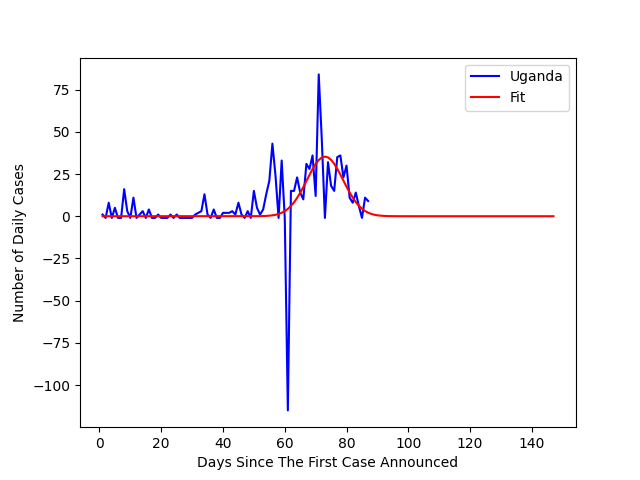 Uganda
Fit
75
50
25
0
−25
−50
−75
−100
Number of Daily Cases
0 20 40 60 80 100 120 140
Days Since The First Case Announced